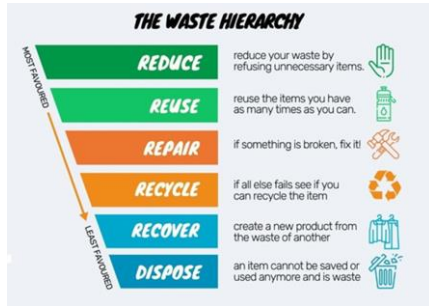 THE WASTE HIERARCHY
MOST FAVOURED
REDUCE
reduce your waste by
refusing unnecessary items.
REUSE
reuse the items you have
as many times as you can.
REPAIR
if something is broken, fix it!
RECYCLE
if all else fails see if you
can recycle the item
RECOVER
create a new product from
the waste of another
DISPOSE
an item cannot be saved or
used anymore and is waste
LEAST FAVOURED